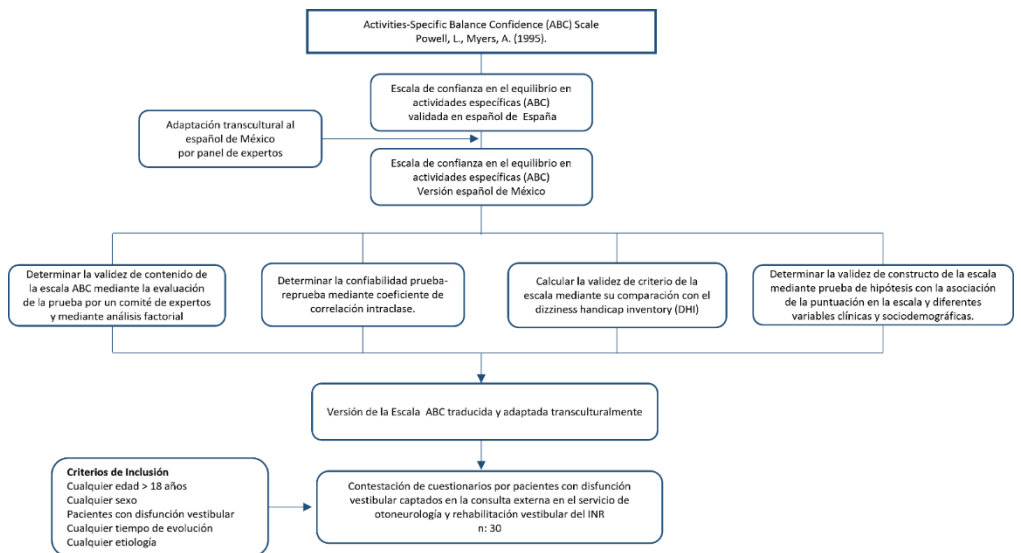 Activities-Specific Balance Confidence (ABC) Scale
Powell, L., Myers, A. (1995).
Escala de confianza en el equilibrio en
actividades específicas (ABC)
validada en español de España
Adaptación transcultural al
español de México
por panel de expertos
Escala de confianza en el equilibrio en
actividades específicas (ABC)
Versión español de México
Determinar la validez de contenido de
la escala ABC mediante la evaluación
de la prueba por un comité de expertos
y mediante análisis factorial
Determinar la confiabilidad prueba-
reprueba mediante coeficiente de
correlación intraclase.
Calcular la validez de criterio de la
escala mediante su comparación con el
dizziness handicap inventory (DHI)
Determinar la validez de constructo de la escala
mediante prueba de hipótesis con la asociación
de la puntuación en la escala y diferentes
variables clínicas y sociodemográficas.
Versión de la Escala ABC traducida y adaptada transculturalmente
Criterios de Inclusión
Cualquier edad > 18 años
Cualquier sexo
Pacientes con disfunción vestibular
Cualquier tiempo de evolución
Cualquier etiología
Contestación de cuestionarios por pacientes con disfunción
vestibular captados en la consulta externa en el servicio de
otoneurología y rehabilitación vestibular del INR
n: 30